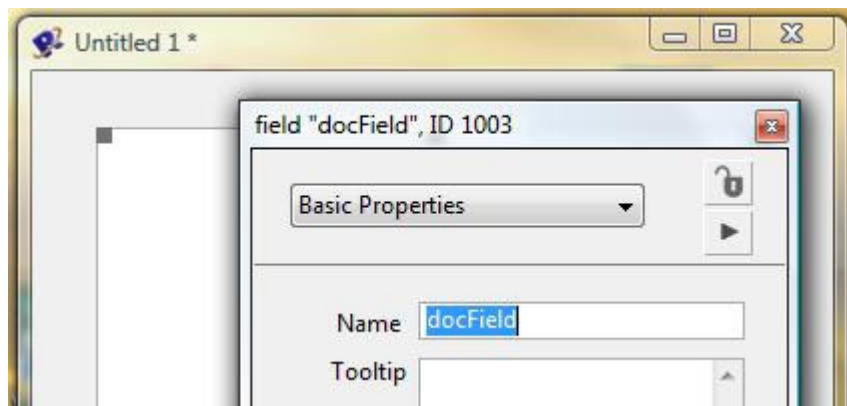 Untitled 1 *
field "docField", ID 1003
Basic Properties
Name docField
Tooltip